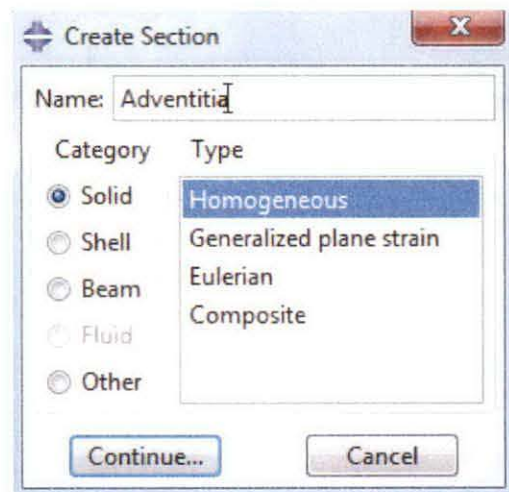 Create Section
Name: Adventitia
Category Type
Solid Homogeneous
Shell Generalized plane strain
Beam Eulerian
Fluid Composite
Other
Continue... Cancel